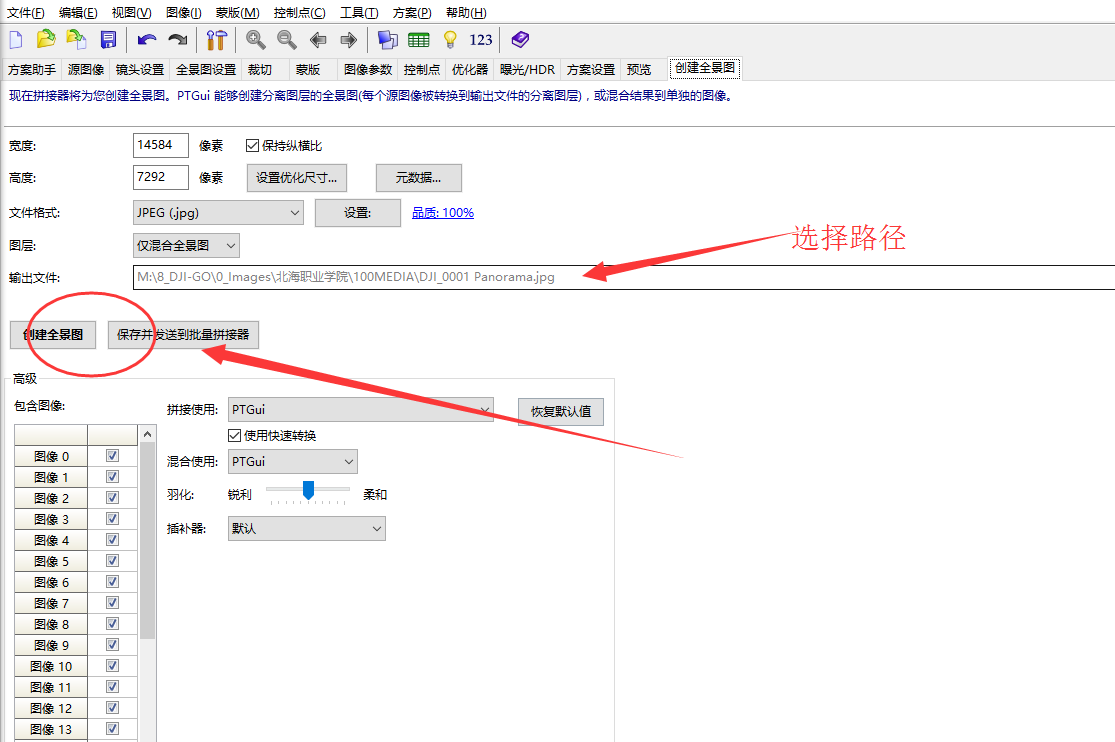 文件(F) 编辑(E) 视图(V) 图像(I) 蒙版(M) 控制点(C) 工具(T) 方案(P) 帮助(H)
123
方案助手 源图像 镜头设置 全景图设置 裁切 蒙版 图像参数 控制点 优化器 曝光/HDR 方案设置 预览 创建全景图
现在拼接器将为您创建全景图。PTGui 能够创建分离图层的全景图(每个源图像被转换到输出文件的分离图层)，或混合结果到单独的图像。
宽度: 14584 像素 保持纵横比
高度: 7292 像素 设置优化尺寸... 元数据...
文件格式: JPEG (.jpg) 设置: 品质: 100%
选择路径
图层: 仅混合全景图
输出文件: M:\8_DJI-GO\0_Images\北海职业学院\100MEDIA\DJI_0001 Panorama.jpg
创建全景图 保存并发送到批量拼接器
高级
包含图像: 拼接使用: PTGui 恢复默认值
使用快速转换
图像 0
混合使用: PTGui
图像 1
图像 2
羽化: 锐利 柔和
图像 3
插补器: 默认
图像 4
图像 5
图像 6
图像 7
图像 8
图像 9
图像 10
图像 11
图像 12
图像 13